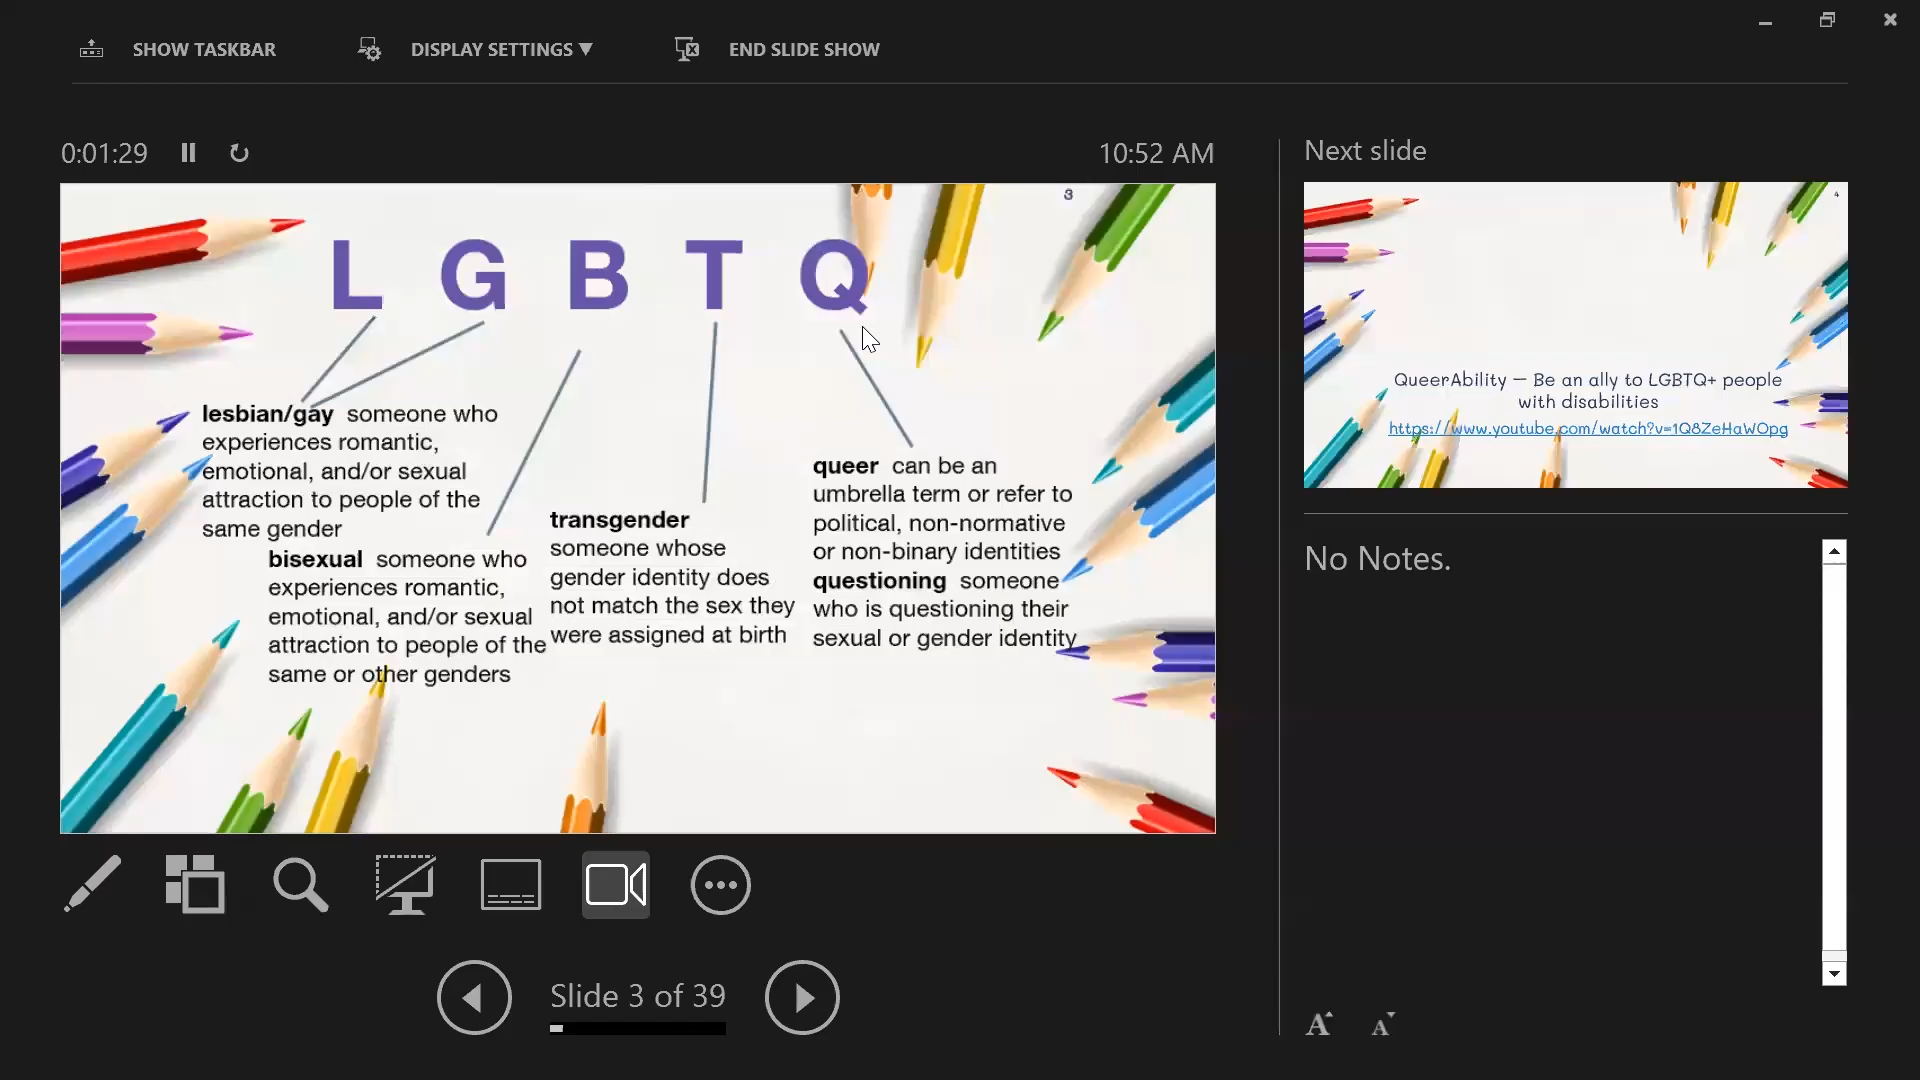 SHOW TASKBAR
DISPLAY SETTINGS ▼
END SLIDE SHOW
0:01:29
10:52 AM
3
L G B T Q
lesbian/gay someone who
experiences romantic,
emotional, and/or sexual
attraction to people of the
same gender
bisexual someone who
experiences romantic,
emotional, and/or sexual
attraction to people of the
same or other genders
transgender
someone whose
gender identity does
not match the sex they
were assigned at birth
queer can be an
umbrella term or refer to
political, non-normative
or non-binary identities
questioning someone
who is questioning their
sexual or gender identity
Slide 3 of 39
Next slide
4
QueerAbility – Be an ally to LGBTQ+ people
with disabilities
https://www.youtube.com/watch?v=1Q8ZeHaWOpg
No Notes.
A A